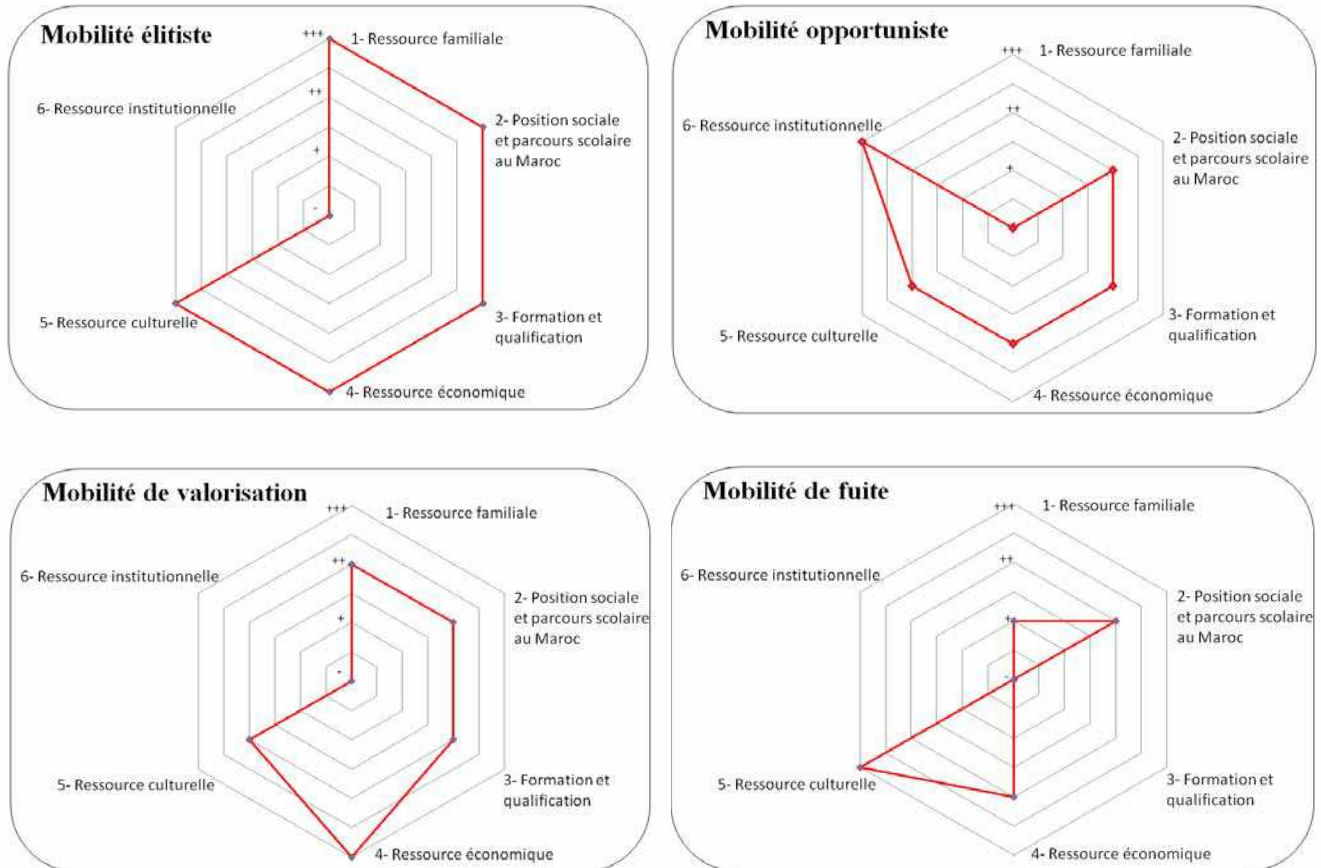 Mobilité élitiste
+++
1- Ressource familiale
++
6- Ressource institutionnelle
2- Position sociale
et parcours scolaire
au Maroc
+
-
5- Ressource culturelle
3- Formation et
qualification
4- Ressource économique
Mobilité opportuniste
+++
1- Ressource familiale
++
6- Ressource institutionnelle
2- Position sociale
et parcours scolaire
au Maroc
+
5- Ressource culturelle
3- Formation et
qualification
4- Ressource économique
Mobilité de valorisation
+++
1- Ressource familiale
++
6- Ressource institutionnelle
2- Position sociale
et parcours scolaire
au Maroc
+
-
5- Ressource culturelle
3- Formation et
qualification
4- Ressource économique
Mobilité de fuite
+++
1- Ressource familiale
++
6- Ressource institutionnelle
2- Position sociale
et parcours scolaire
au Maroc
+
-
5- Ressource culturelle
3- Formation et
qualification
4- Ressource économique